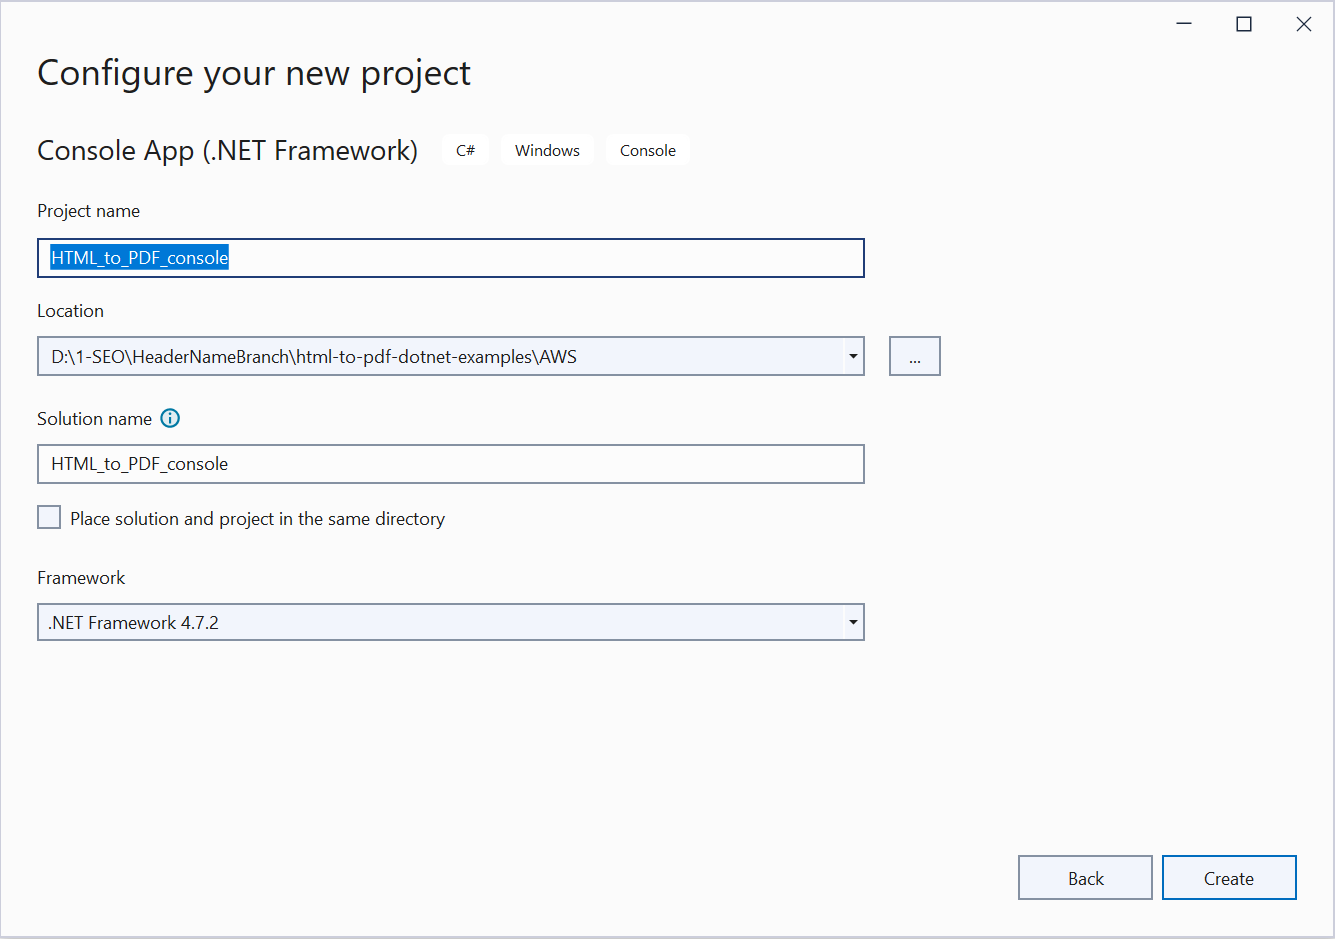 Configure your new project
Console App (.NET Framework) C# Windows Console
Project name
HTML_to_PDF_console
Location
D:\1-SEO\HeaderNameBranch\html-to-pdf-dotnet-examples\AWS ...
Solution name
HTML_to_PDF_console
Place solution and project in the same directory
Framework
.NET Framework 4.7.2
Back Create